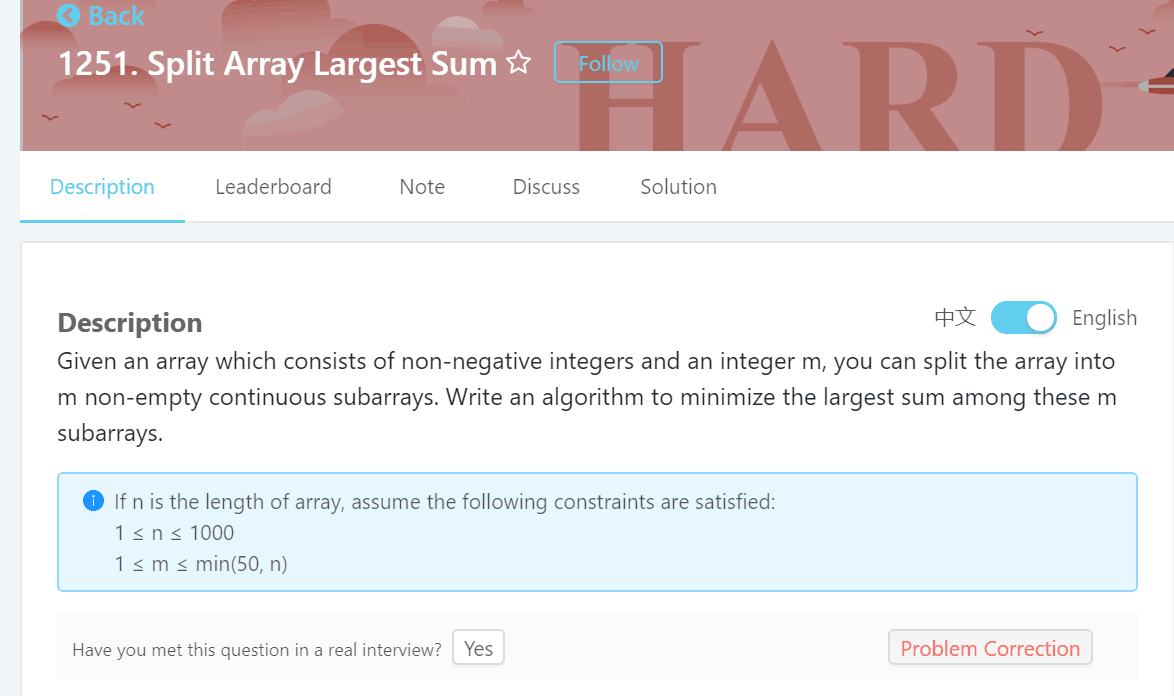 Back
1251. Split Array Largest Sum Follow
HARD
Description Leaderboard Note Discuss Solution
Description
中文 English
Given an array which consists of non-negative integers and an integer m, you can split the array into
m non-empty continuous subarrays. Write an algorithm to minimize the largest sum among these m
subarrays.
If n is the length of array, assume the following constraints are satisfied:
1 ≤ n ≤ 1000
1 ≤ m ≤ min(50, n)
Have you met this question in a real interview? Yes Problem Correction